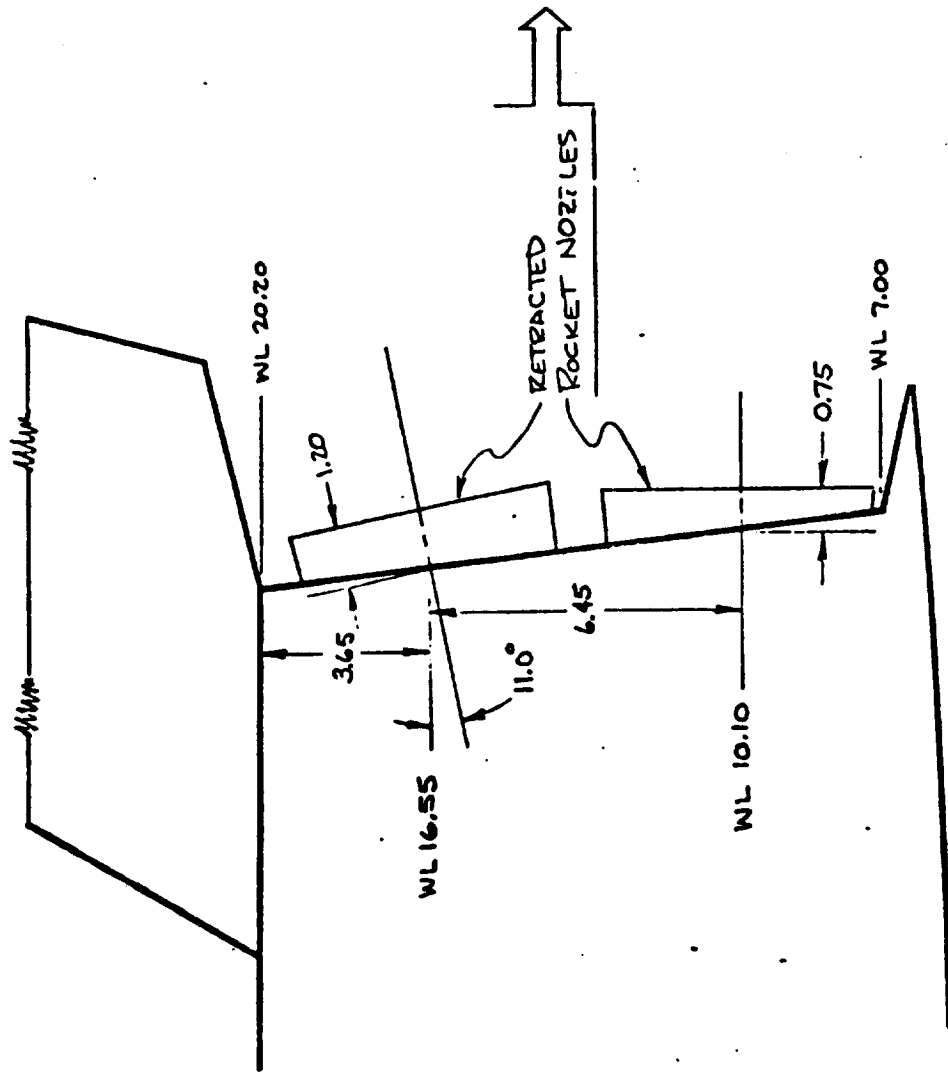 WL 20.20
1.20
RETRACTED
ROCKET NOZZLES
3.65
11.0°
6.45
WL 16.55
WL 10.10
0.75
WL 7.00